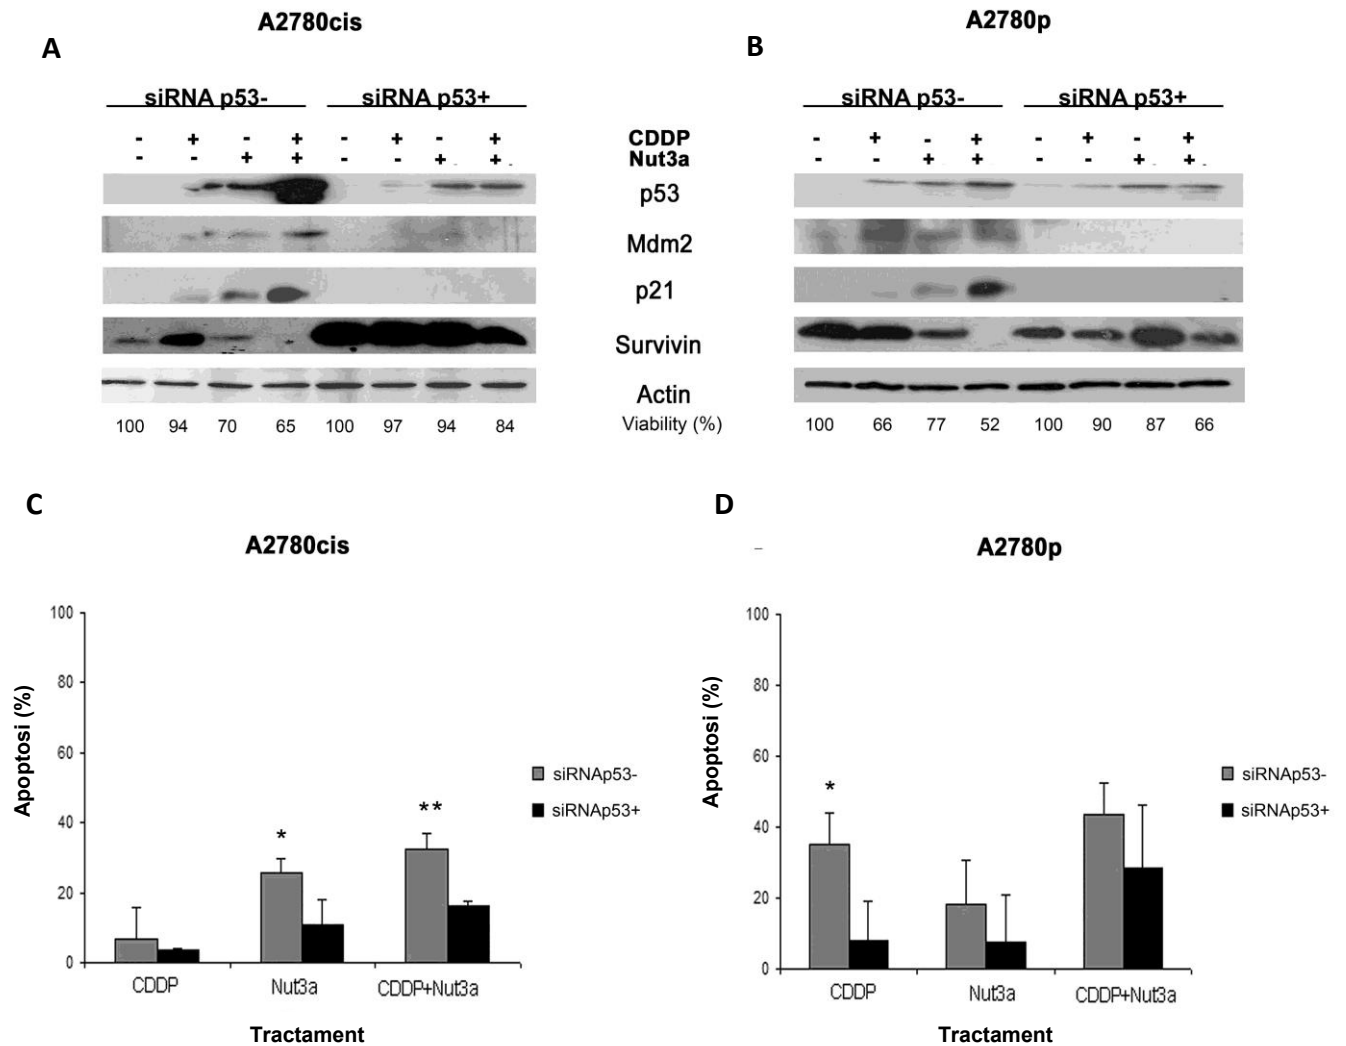 A2780cis
A2780p
A
B
siRNA p53-
siRNA p53+
siRNA p53-
siRNA p53+
- + - + - + - + CDDP - + - + - + - +
- - + + - - + + Nut3a - - + + - - + +
p53
Mdm2
p21
Survivin
Actin
100 94 70 65 100 97 94 84 Viability (%) 100 66 77 52 100 90 87 66
C
D
A2780cis
A2780p
100
80
60
40
20
0
Apoptosi (%)
siRNAp53-
siRNAp53+
*
**
CDDP
Nut3a
CDDP+Nut3a
Tractament
100
80
60
40
20
0
Apoptosi (%)
siRNAp53-
siRNAp53+
*
CDDP
Nut3a
CDDP+Nut3a
Tractament